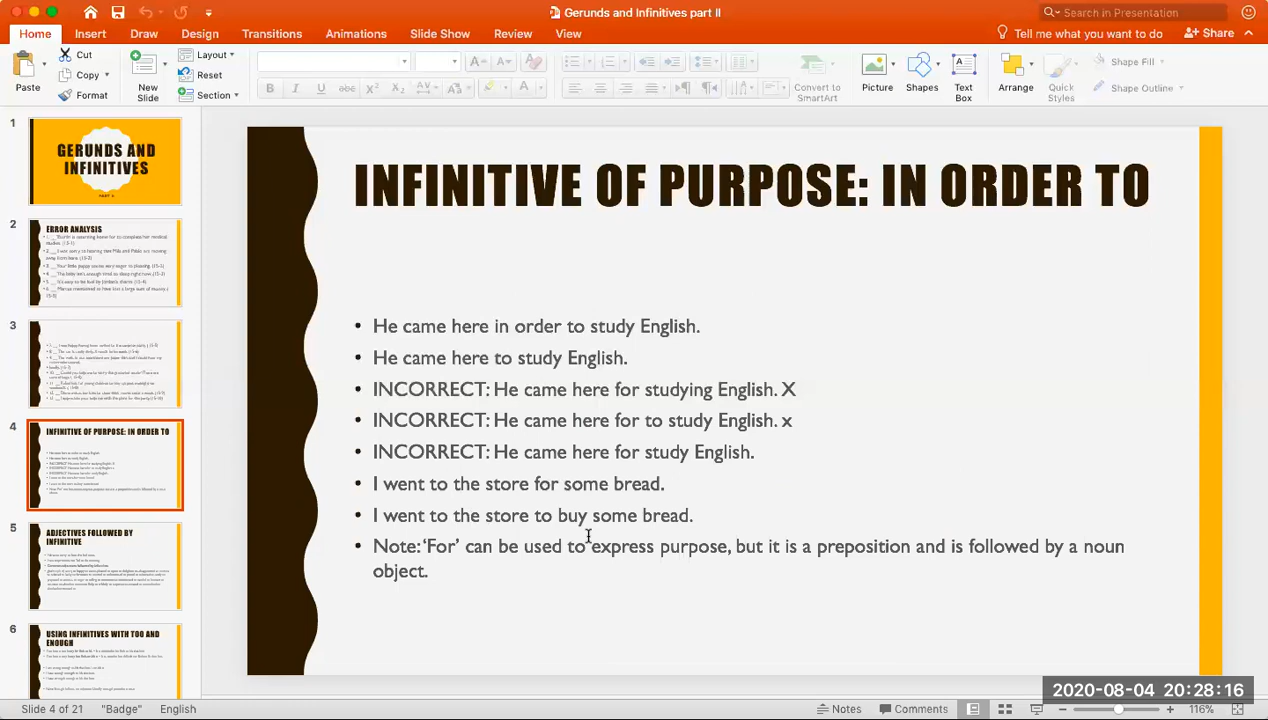 Gerunds and Infinitives part II
Search in Presentation
Home Insert Draw Design Transitions Animations Slide Show Review View Tell me what you want to do Share
Paste Cut Copy Format New Slide Layout Reset Section Convert to SmartArt Picture Shapes Text Box Arrange Quick Styles Shape Fill Shape Outline
1
GERUNDS AND
INFINITIVES
2
ERROR ANALYSIS
3
4
INFINITIVE OF PURPOSE: IN ORDER TO
5
ADJECTIVES FOLLOWED BY
INFINITIVE
6
USING INFINITIVES WITH TOO AND
ENOUGH
INFINITIVE OF PURPOSE: IN ORDER TO
• He came here in order to study English.
• He came here to study English.
• INCORRECT: He came here for studying English. X
• INCORRECT: He came here for to study English. x
• INCORRECT: He came here for study English.
• I went to the store for some bread.
• I went to the store to buy some bread.
• Note: ‘For’ can be used to express purpose, but it is a preposition and is followed by a noun
object.
2020-08-04 20:28:16
Slide 4 of 21 "Badge" English Notes Comments 116%